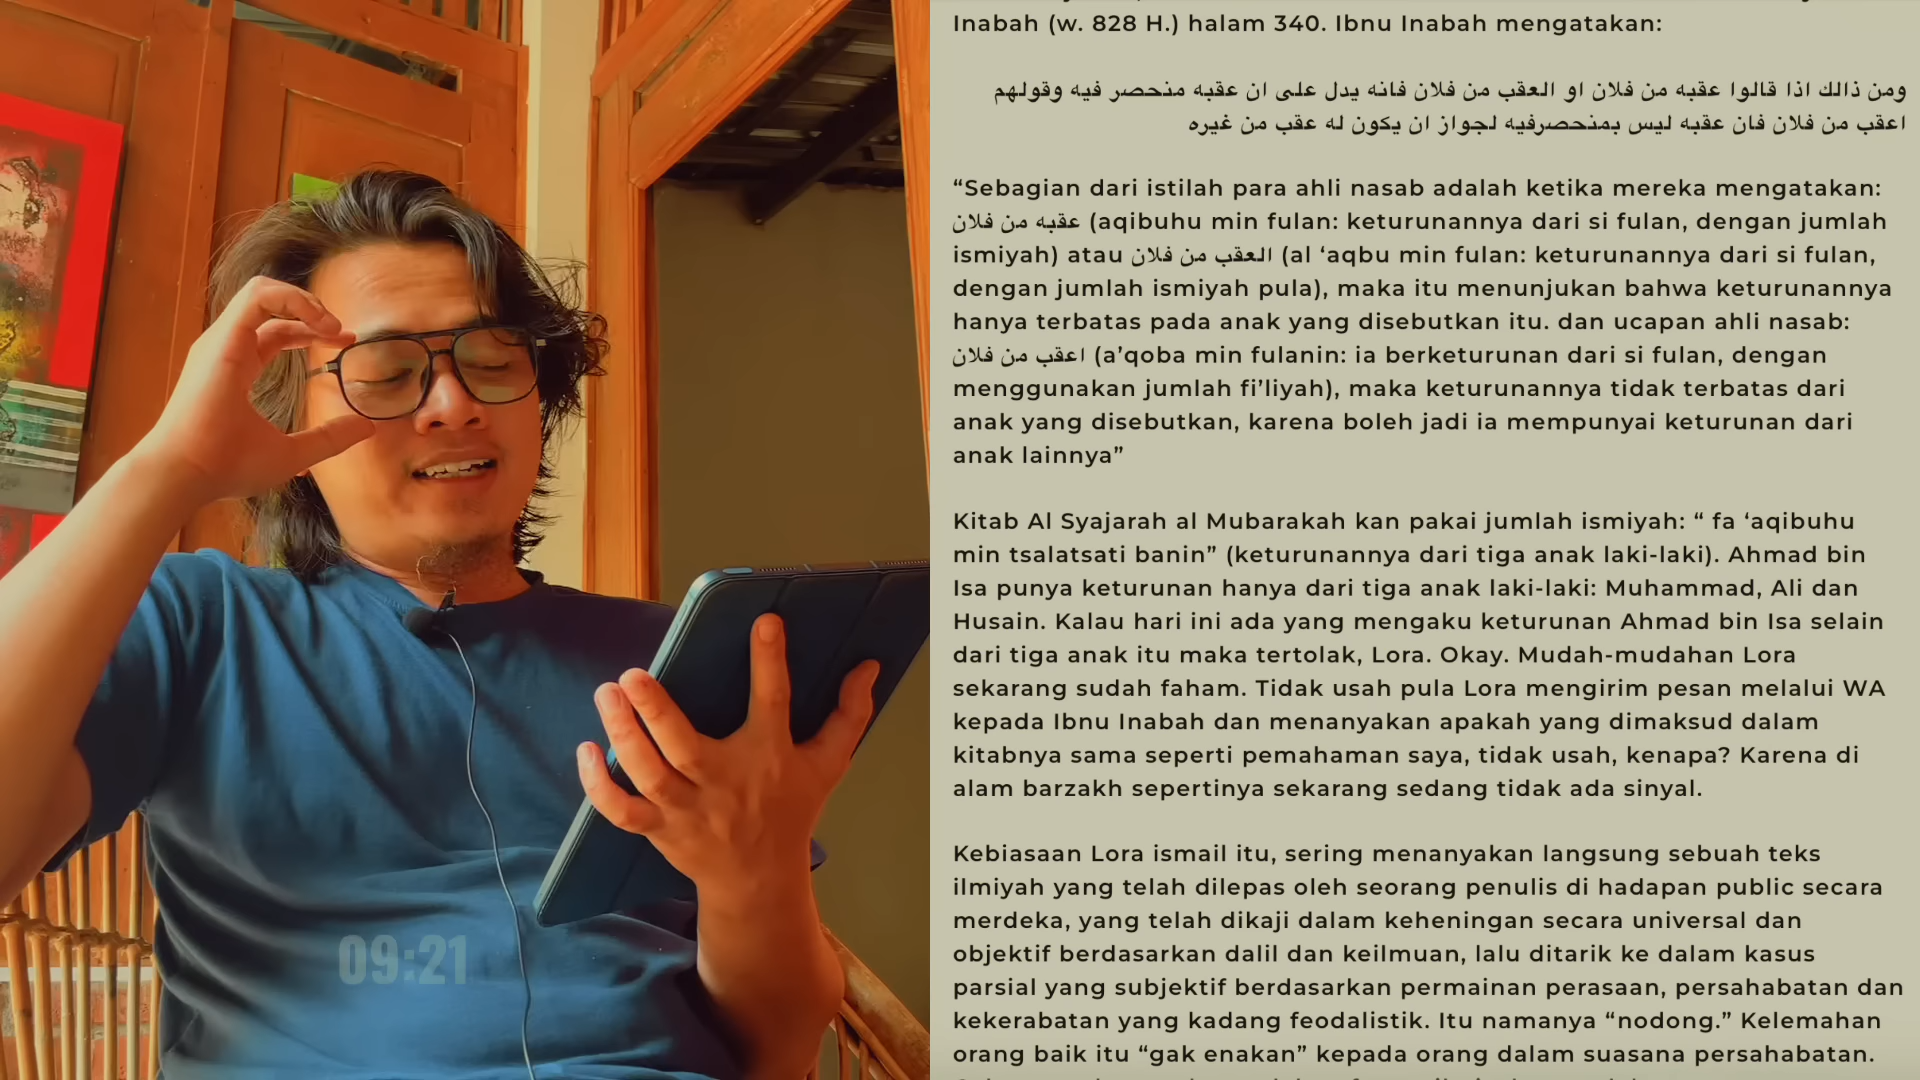 Inabah (w. 828 H.) halam 340. Ibnu Inabah mengatakan:
ومن ذالك اذا قالوا عقبه من فلان او العقب من فلان فانه يدل على ان عقبه منحصر فيه وقولهم
اعقب من فلان فان عقبه ليس بمنحصرفيه لجواز ان يكون له عقب من غيره
“Sebagian dari istilah para ahli nasab adalah ketika mereka mengatakan:
عقبه من فلان (aqibuhu min fulan: keturunannya dari si fulan, dengan jumlah
ismiyah) atau العقب من فلان (al ‘aqbu min fulan: keturunannya dari si fulan,
dengan jumlah ismiyah pula), maka itu menunjukan bahwa keturunannya
hanya terbatas pada anak yang disebutkan itu. dan ucapan ahli nasab:
اعقب من فلان (a’qoba min fulanin: ia berketurunan dari si fulan, dengan
menggunakan jumlah fi’liyah), maka keturunannya tidak terbatas dari
anak yang disebutkan, karena boleh jadi ia mempunyai keturunan dari
anak lainnya”
Kitab Al Syajarah al Mubarakah kan pakai jumlah ismiyah: “ fa ‘aqibuhu
min tsalatsati banin” (keturunannya dari tiga anak laki-laki). Ahmad bin
Isa punya keturunan hanya dari tiga anak laki-laki: Muhammad, Ali dan
Husain. Kalau hari ini ada yang mengaku keturunan Ahmad bin Isa selain
dari tiga anak itu maka tertolak, Lora. Okay. Mudah-mudahan Lora
sekarang sudah faham. Tidak usah pula Lora mengirim pesan melalui WA
kepada Ibnu Inabah dan menanyakan apakah yang dimaksud dalam
kitabnya sama seperti pemahaman saya, tidak usah, kenapa? Karena di
alam barzakh sepertinya sekarang sedang tidak ada sinyal.
Kebiasaan Lora ismail itu, sering menanyakan langsung sebuah teks
ilmiyah yang telah dilepas oleh seorang penulis di hadapan public secara
merdeka, yang telah dikaji dalam keheningan secara universal dan
objektif berdasarkan dalil dan keilmuan, lalu ditarik ke dalam kasus
parsial yang subjektif berdasarkan permainan perasaan, persahabatan dan
kekerabatan yang kadang feodalistik. Itu namanya “nodong.” Kelemahan
orang baik itu “gak enakan” kepada orang dalam suasana persahabatan.
09:21